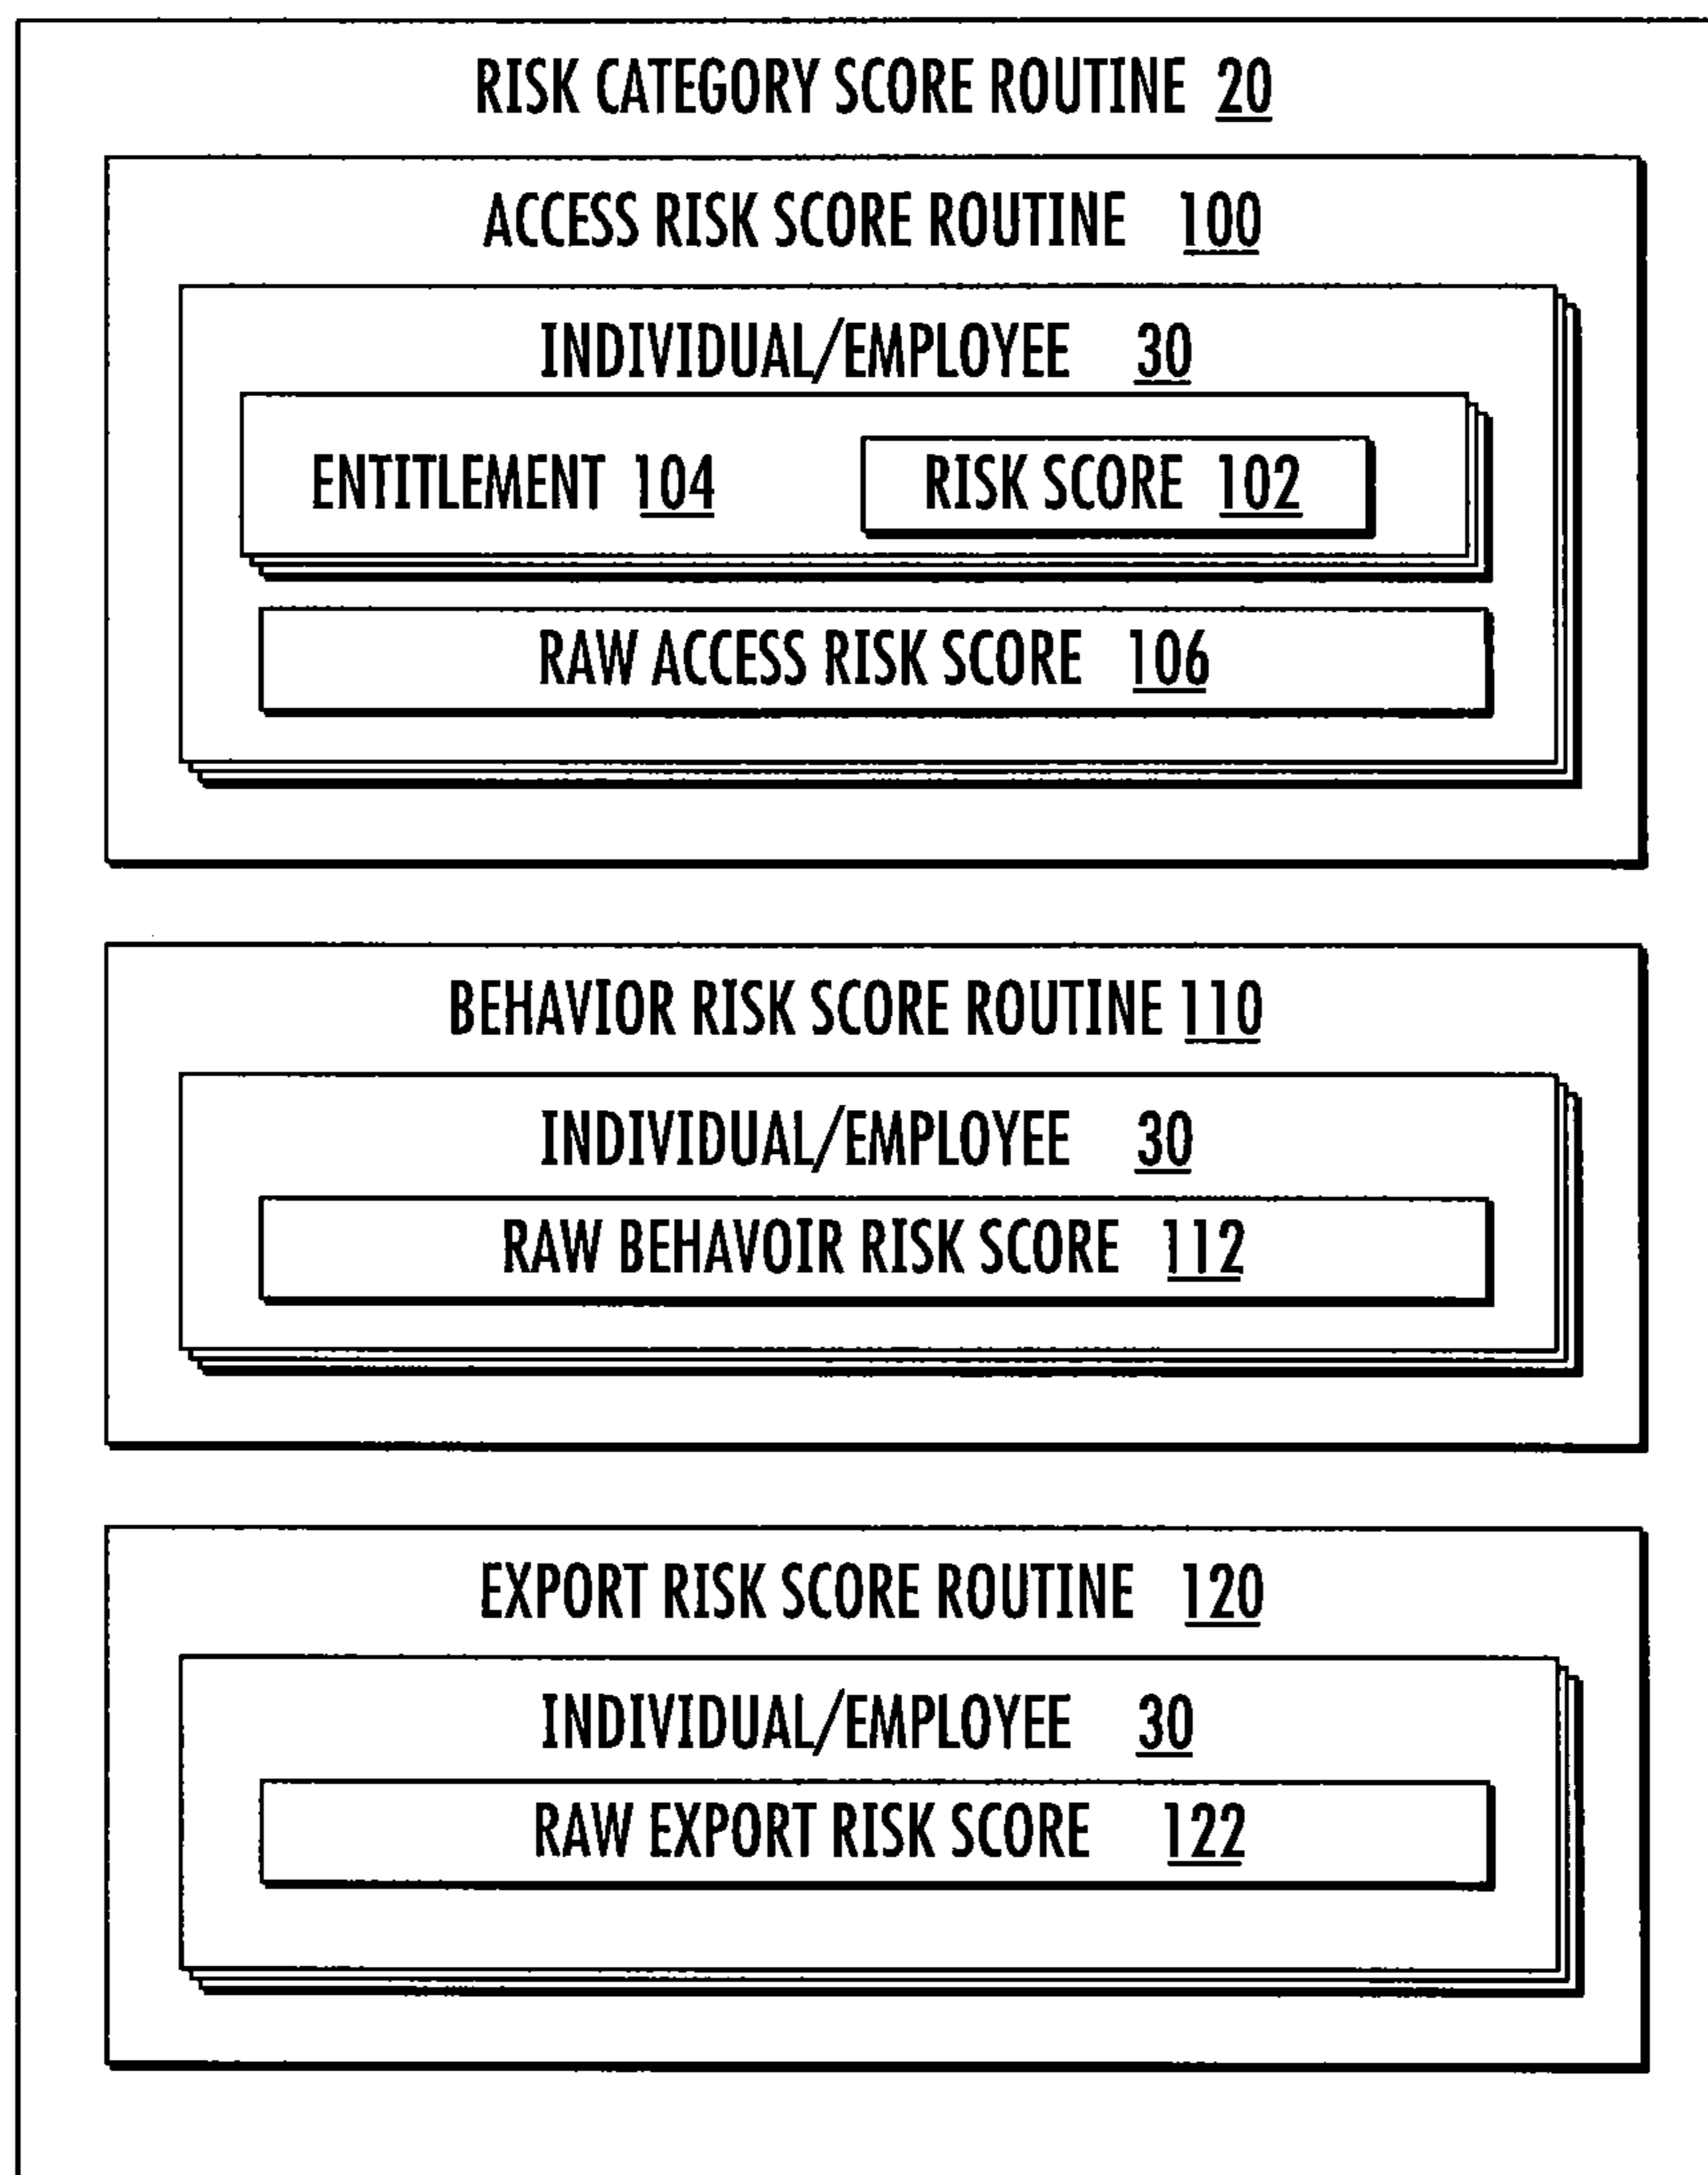 RISK CATEGORY SCORE ROUTINE 20
ACCESS RISK SCORE ROUTINE 100
INDIVIDUAL/EMPLOYEE 30
ENTITLEMENT 104 RISK SCORE 102
RAW ACCESS RISK SCORE 106
BEHAVIOR RISK SCORE ROUTINE 110
INDIVIDUAL/EMPLOYEE 30
RAW BEHAVOIR RISK SCORE 112
EXPORT RISK SCORE ROUTINE 120
INDIVIDUAL/EMPLOYEE 30
RAW EXPORT RISK SCORE 122